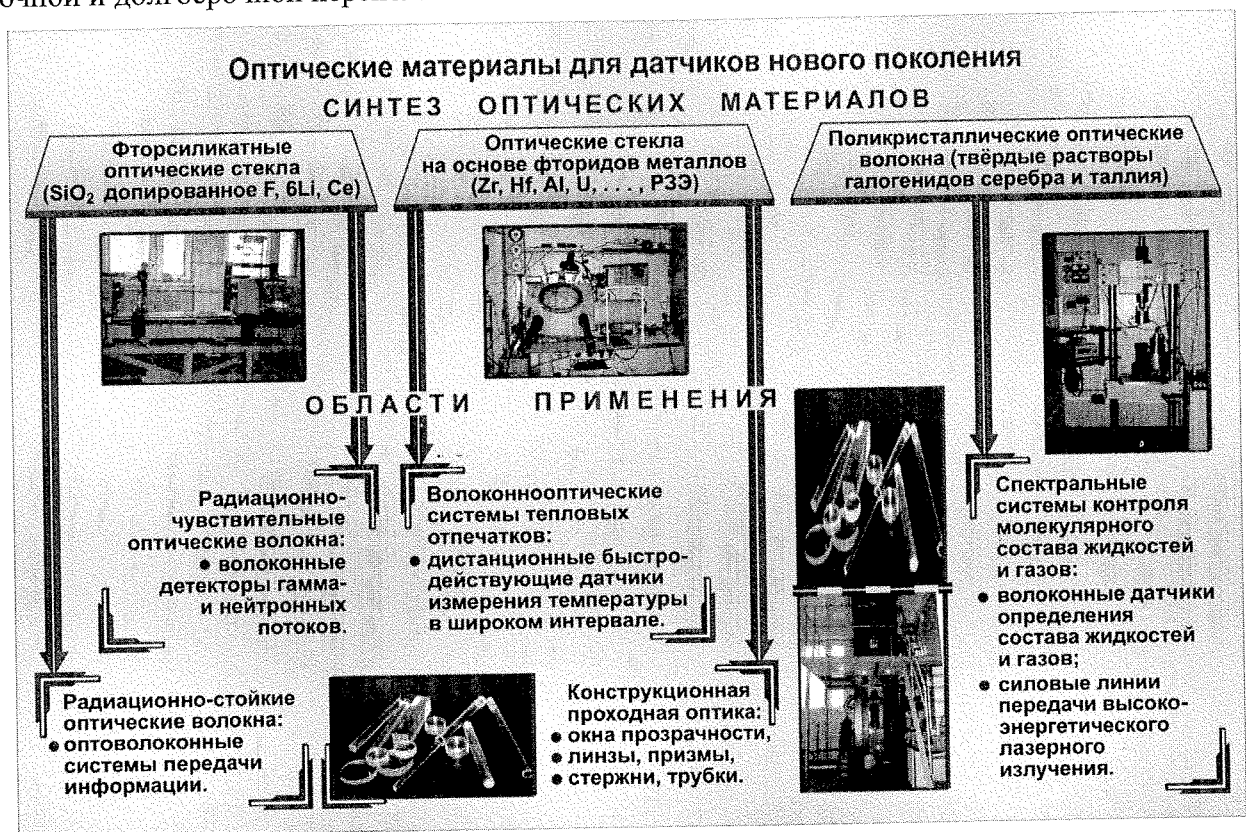 очной и долгосрочной
Оптические материалы для датчиков нового поколения
СИНТЕЗ ОПТИЧЕСКИХ МАТЕРИАЛОВ
Фторсиликатные
оптические стекла
(SiO₂ допированное F, 6Li, Ce)
Оптические стекла
на основе фторидов металлов
(Zr, Hf, Al, U, . . . . , РЗЭ)
Поликристаллические оптические
волокна (твёрдые растворы
галогенидов серебра и таллия)
ОБЛАСТИ ПРИМЕНЕНИЯ
Радиационно-
чувствительные
оптические волокна:
• волоконные
детекторы гамма-
и нейтронных
потоков.
Волоконнооптические
системы тепловых
отпечатков:
• дистанционные быстро-
действующие датчики
измерения температуры
в широком интервале.
Спектральные
системы контроля
молекулярного
состава жидкостей
и газов:
• волоконные датчики
определения
состава жидкостей
и газов;
• силовые линии
передачи высоко-
энергетического
лазерного
излучения.
Радиационно-стойкие
оптические волокна:
• оптоволоконные
системы передачи
информации.
Конструкционная
проходная оптика:
• окна прозрачности,
• линзы, призмы,
• стержни, трубки.